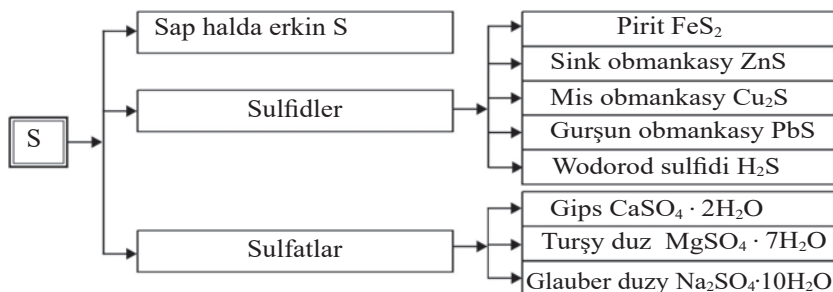 S
Sap halda erkin S
Sulfidler
Pirit FeS₂
Sink obmankasy ZnS
Mis obmankasy Cu₂S
Gurşun obmankasy PbS
Wodorod sulfidi H₂S
Sulfatlar
Gips CaSO₄ · 2H₂O
Turşy duz MgSO₄ · 7H₂O
Glauber duzy Na₂SO₄·10H₂O